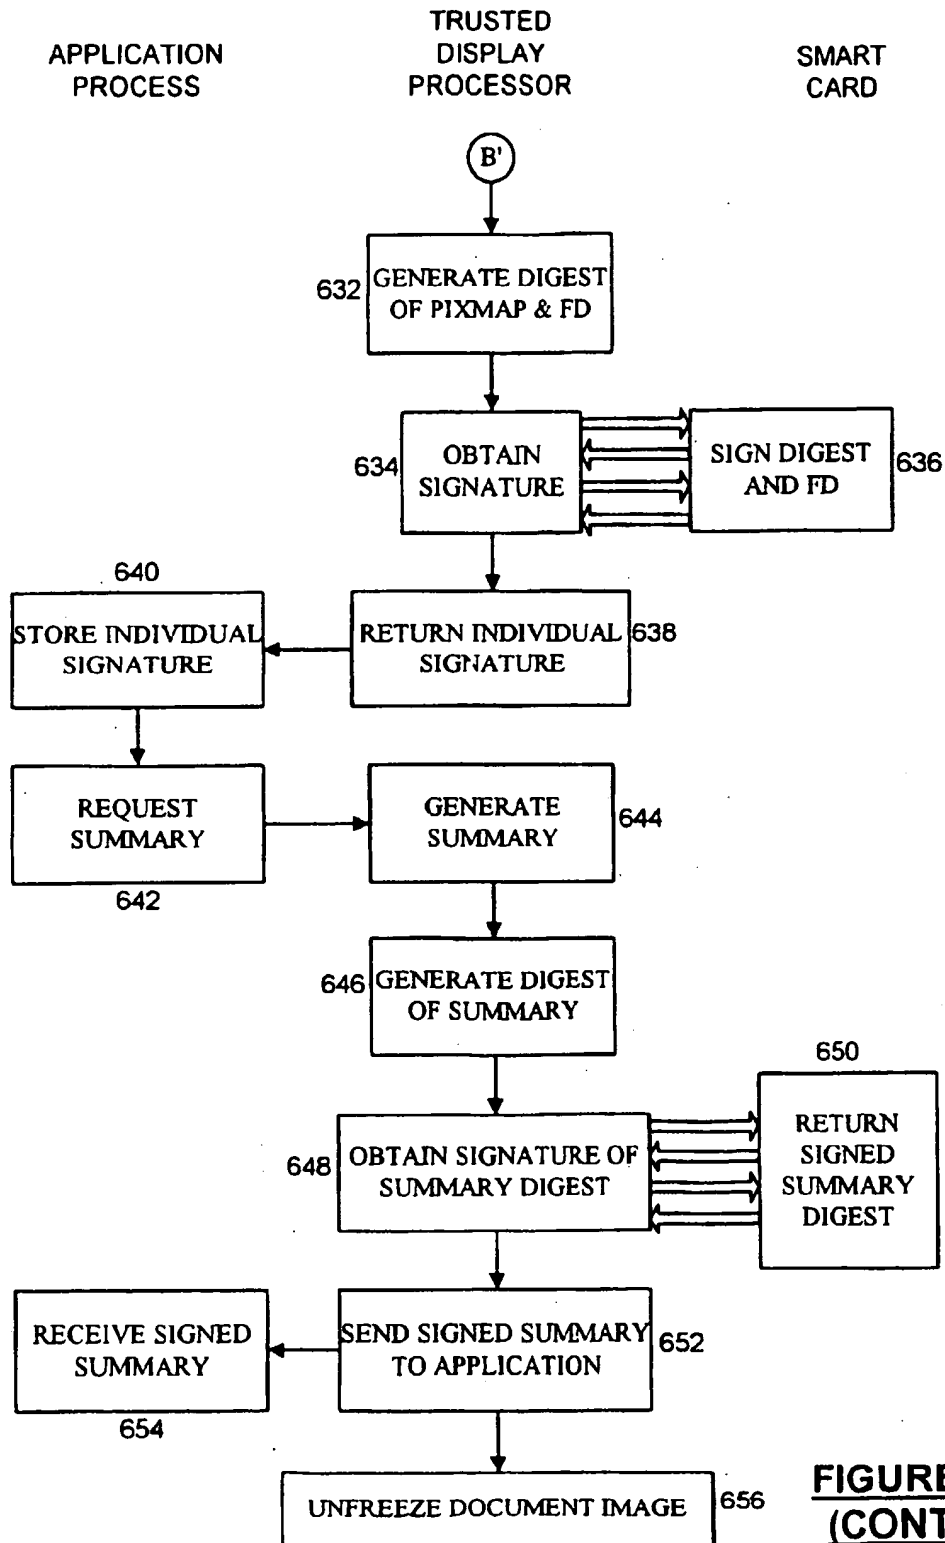 APPLICATION
PROCESS
TRUSTED
DISPLAY
PROCESSOR
SMART
CARD
B'
632
GENERATE DIGEST
OF PIXMAP & FD
634
OBTAIN
SIGNATURE
SIGN DIGEST
AND FD
636
640
STORE INDIVIDUAL
SIGNATURE
RETURN INDIVIDUAL
SIGNATURE
638
REQUEST
SUMMARY
642
GENERATE
SUMMARY
644
646
GENERATE DIGEST
OF SUMMARY
650
648
OBTAIN SIGNATURE OF
SUMMARY DIGEST
RETURN
SIGNED
SUMMARY
DIGEST
RECEIVE SIGNED
SUMMARY
654
SEND SIGNED SUMMARY
TO APPLICATION
652
UNFREEZE DOCUMENT IMAGE
656
FIGURE
(CONT